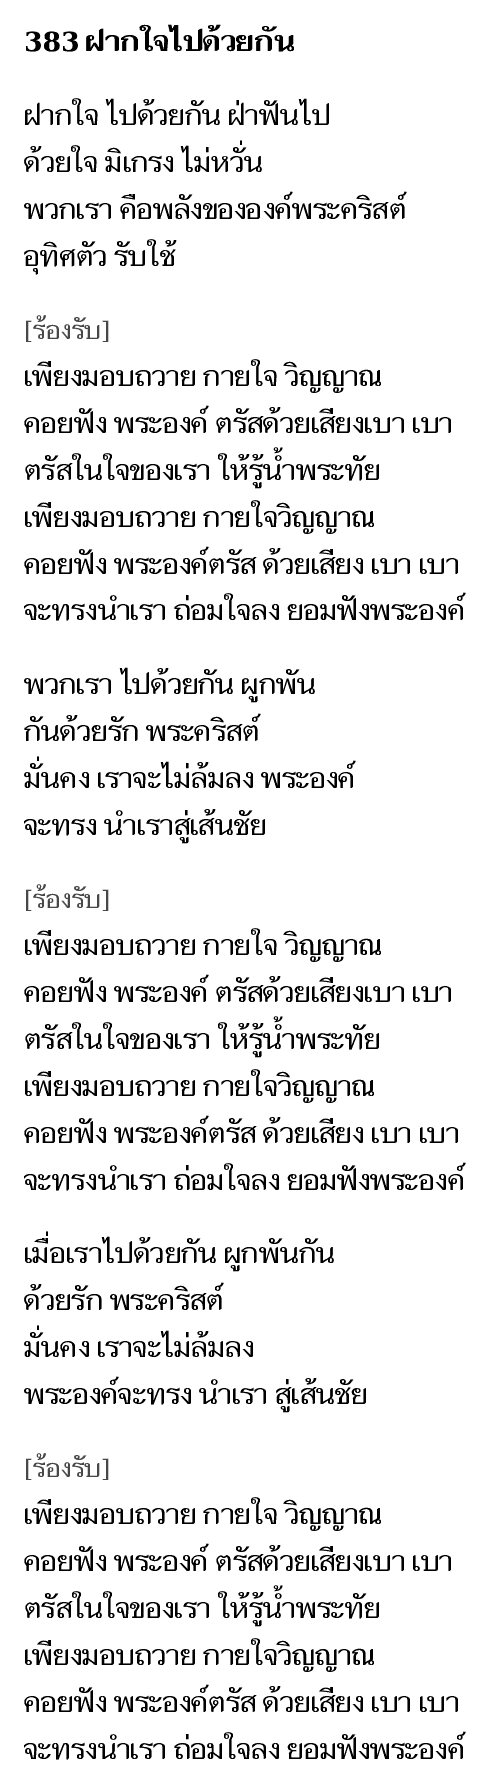 383 ฝากใจไปด้วยกัน
ฝากใจ ไปด้วยกัน ฝ่าฟันไป
ด้วยใจ มิเกรง ไม่หวั่น
พวกเรา คือพลังขององค์พระคริสต์
อุทิศตัว รับใช้
[ร้องรับ]
เพียงมอบถวาย กายใจ วิญญาณ
คอยฟัง พระองค์ ตรัสด้วยเสียงเบา เบา
ตรัสในใจของเรา ให้รู้น้ำพระทัย
เพียงมอบถวาย กายใจวิญญาณ
คอยฟัง พระองค์ตรัส ด้วยเสียง เบา เบา
จะทรงนำเรา ถ่อมใจลง ยอมฟังพระองค์
พวกเรา ไปด้วยกัน ผูกพัน
กันด้วยรัก พระคริสต์
มั่นคง เราจะไม่ล้มลง พระองค์
จะทรง นำเราสู่เส้นชัย
[ร้องรับ]
เพียงมอบถวาย กายใจ วิญญาณ
คอยฟัง พระองค์ ตรัสด้วยเสียงเบา เบา
ตรัสในใจของเรา ให้รู้น้ำพระทัย
เพียงมอบถวาย กายใจวิญญาณ
คอยฟัง พระองค์ตรัส ด้วยเสียง เบา เบา
จะทรงนำเรา ถ่อมใจลง ยอมฟังพระองค์
เมื่อเราไปด้วยกัน ผูกพันกัน
ด้วยรัก พระคริสต์
มั่นคง เราจะไม่ล้มลง
พระองค์จะทรง นำเรา สู่เส้นชัย
[ร้องรับ]
เพียงมอบถวาย กายใจ วิญญาณ
คอยฟัง พระองค์ ตรัสด้วยเสียงเบา เบา
ตรัสในใจของเรา ให้รู้น้ำพระทัย
เพียงมอบถวาย กายใจวิญญาณ
คอยฟัง พระองค์ตรัส ด้วยเสียง เบา เบา
จะทรงนำเรา ถ่อมใจลง ยอมฟังพระองค์